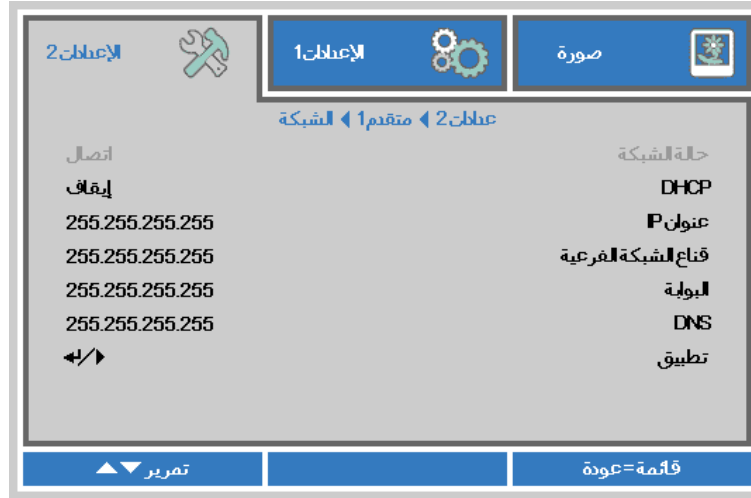 صورة
الإعدادات1
الإعدادات2
عدادات2 ▸ متقدم1 ▸ الشبكة
حالة الشبكة اتصال
DHCP إيقاف
عنوان IP 255.255.255.255
قناع الشبكة الفرعية 255.255.255.255
البوابة 255.255.255.255
DNS 255.255.255.255
تطبيق ↵/▸
قائمة=عودة
تمرير ▼▲